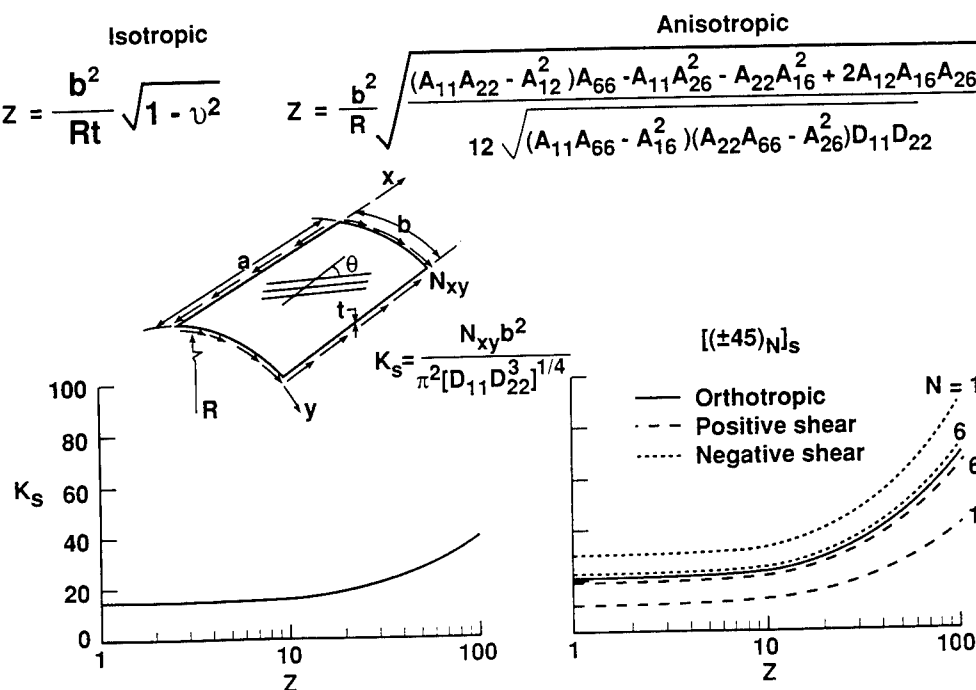 Isotropic
Z = b²/Rt √(1 - υ²)
Anisotropic
Z = b²/R √((A₁₁A₂₂ - A₁₂²)A₆₆ - A₁₁A₂₆² - A₂₂A₁₆² + 2A₁₂A₁₆A₂₆ / 12 √((A₁₁A₆₆ - A₁₆²)(A₂₂A₆₆ - A₂₆²)D₁₁D₂₂))
x
b
a
θ
Nxy
t
R
y
Kₛ = Nxy b² / π²[D₁₁D₂₂³]^1/4
[(±45)N]s
100
80
60
40
20
0
Kₛ
1
10
100
Z
Orthotropic
Positive shear
Negative shear
N = 1
6
6
1
1
10
100
Z